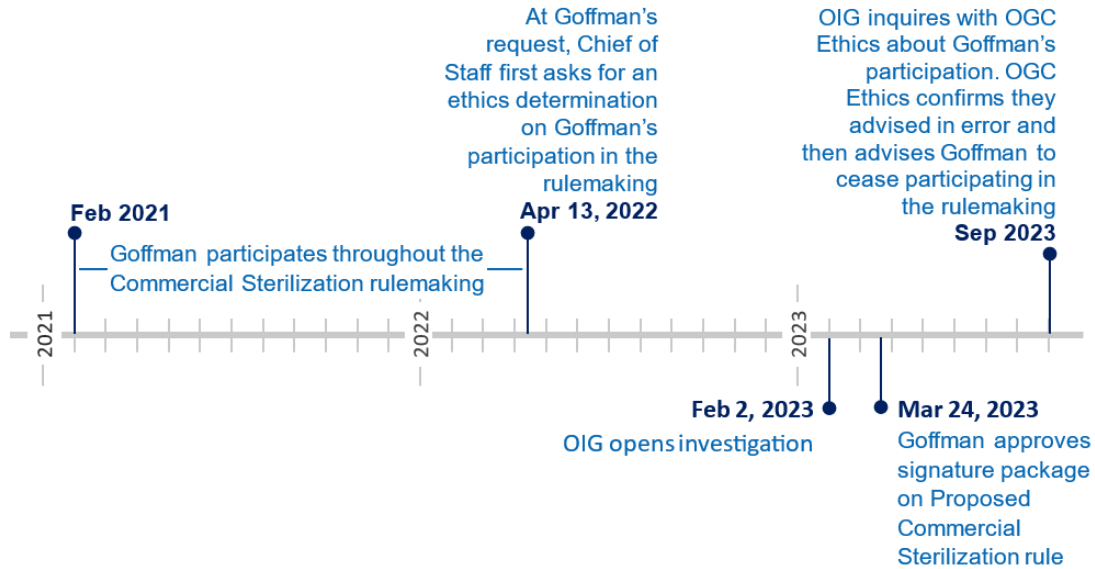 At Goffman's
request, Chief of
Staff first asks for an
ethics determination
on Goffman's
participation in the
rulemaking
Apr 13, 2022
OIG inquires with OGC
Ethics about Goffman's
participation. OGC
Ethics confirms they
advised in error and
then advises Goffman to
cease participating in
the rulemaking
Sep 2023
Feb 2021
Goffman participates throughout the
Commercial Sterilization rulemaking
2021
2022
2023
Feb 2, 2023
OIG opens investigation
Mar 24, 2023
Goffman approves
signature package
on Proposed
Commercial
Sterilization rule